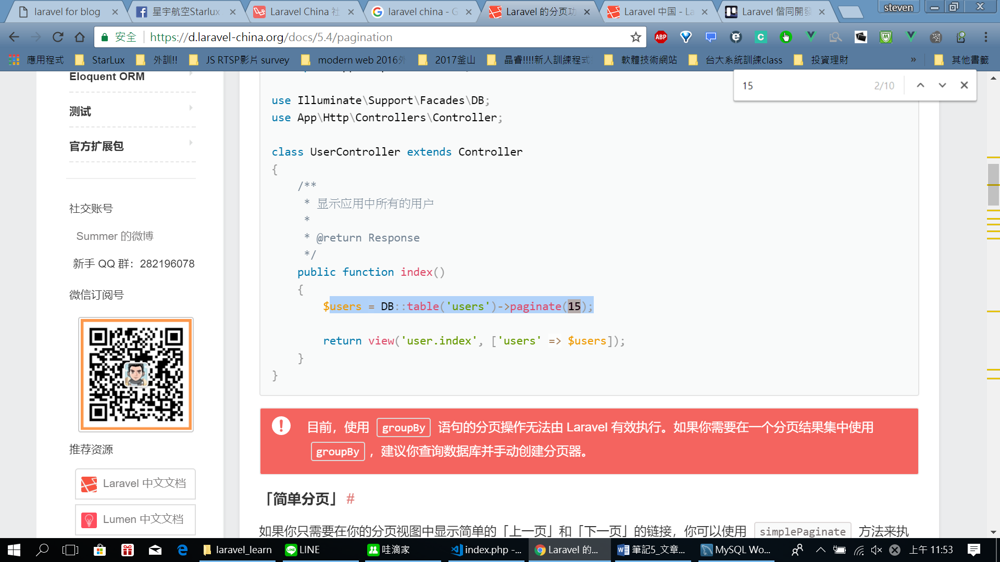 laravel for blog
星宇航空Starlux
Laravel China 社
laravel china - G
Laravel 的分页功
Laravel 中国 - La
Laravel 偕同開發
steven
安全
https://d.laravel-china.org/docs/5.4/pagination
應用程式
StarLux
外訓!!
JS RTSP影片 survey
modern web 2016外
2017釜山
晶睿!!!!新人訓練程式
軟體技術網站
台大系統訓練class
投資理財
»
其他書籤
15
2/10
Eloquent ORM
测试
官方扩展包
社交账号
Summer 的微博
新手 QQ 群：282196078
微信订阅号
推荐资源
Laravel 中文文档
Lumen 中文文档
use Illuminate\Support\Facades\DB;
use App\Http\Controllers\Controller;
class UserController extends Controller
{
/**
* 显示应用中所有的用户
*
* @return Response
*/
public function index()
{
$users = DB::table('users')->paginate(15);
return view('user.index', ['users' => $users]);
}
}
目前，使用 groupBy 语句的分页操作无法由 Laravel 有效执行。如果你需要在一个分页结果集中使用
groupBy ，建议你查询数据库并手动创建分页器。
「简单分页」 #
如果你只需要在你的分页视图中显示简单的「上一页」和「下一页」的链接，你可以使用 simplePaginate 方法来执
laravel_learn
LINE
哇滴家
index.php -...
Laravel 的...
筆記5_文章...
MySQL Wo...
上午 11:53